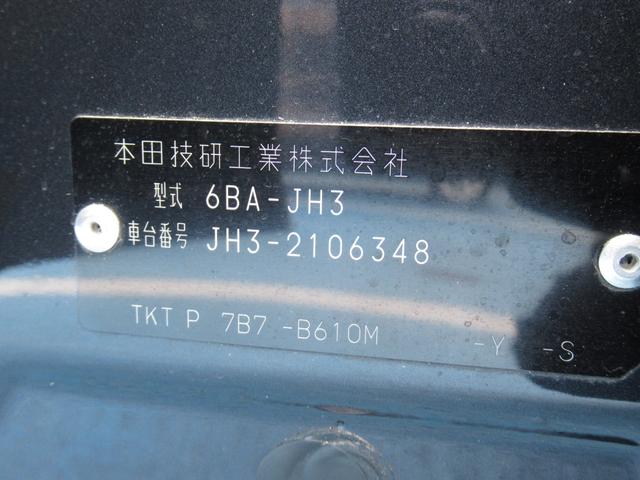 本田技研工業株式会社
型式 6BA-JH3
車台番号 JH3-2106348
TKT P 7B7 -B610M -Y -S